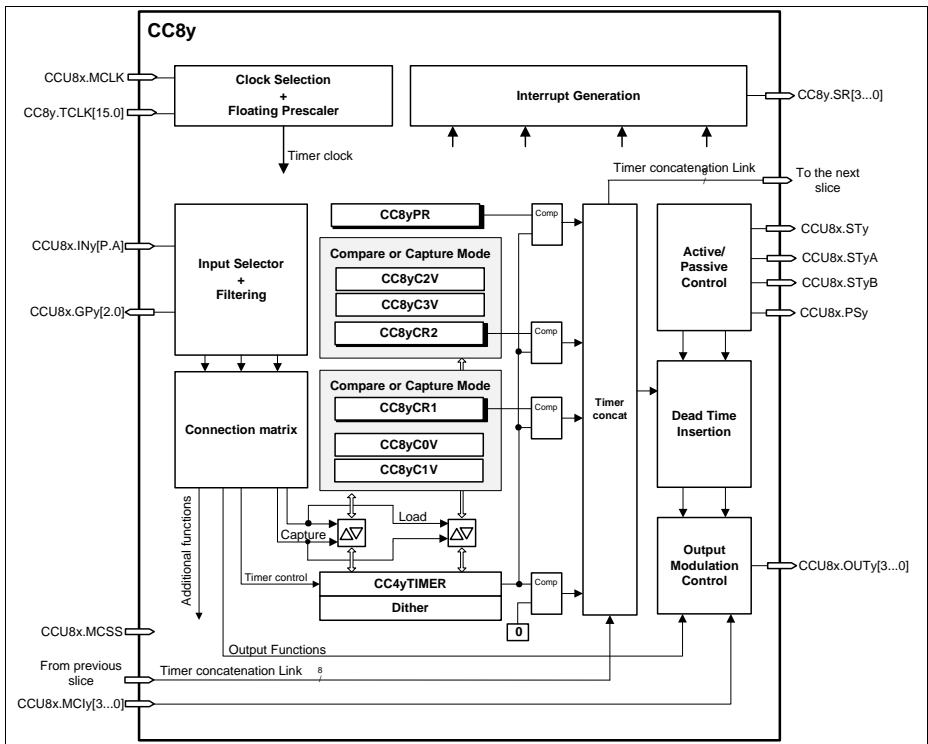 CC8y
CCU8x.MCLK
CC8y.TCLK[15.0]
Clock Selection
+
Floating Prescaler
Interrupt Generation
CC8y.SR[3...0]
Timer clock
Timer concatenation Link
8
To the next
slice
CCU8x.INy[P.A]
CCU8x.GPy[2.0]
Input Selector
+
Filtering
CC8yPR
Comp
Compare or Capture Mode
CC8yC2V
CC8yC3V
CC8yCR2
Comp
Active/
Passive
Control
CCU8x.STy
CCU8x.STyA
CCU8x.STyB
CCU8x.PSy
Connection matrix
Compare or Capture Mode
CC8yCR1
CC8yC0V
CC8yC1V
Comp
Timer
concat
Dead Time
Insertion
Additional functions
Capture
Load
Timer control
CC4yTIMER
Dither
Comp
0
Output
Modulation
Control
CCU8x.OUTy[3...0]
CCU8x.MCSS
Output Functions
From previous
slice
Timer concatenation Link
8
CCU8x.MCIy[3...0]